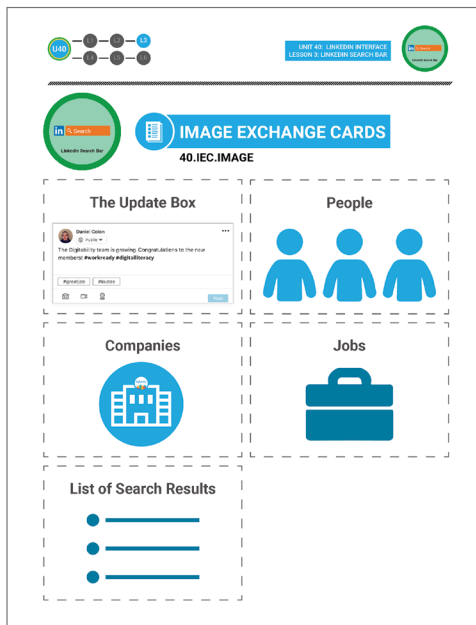 U40
L1
L2
L3
L4
L5
L6
UNIT 40: LINKEDIN INTERFACE
LESSON 3: LINKEDIN SEARCH BAR
in Search
LinkedIn Search Bar
in Search
LinkedIn Search Bar
IMAGE EXCHANGE CARDS
40.IEC.IMAGE
The Update Box
People
Daniel Colon
Public
The Digitability team is growing. Congratulations to the new
members! #workready #digitalliteracy
#greatjob
Post
Companies
Jobs
List of Search Results